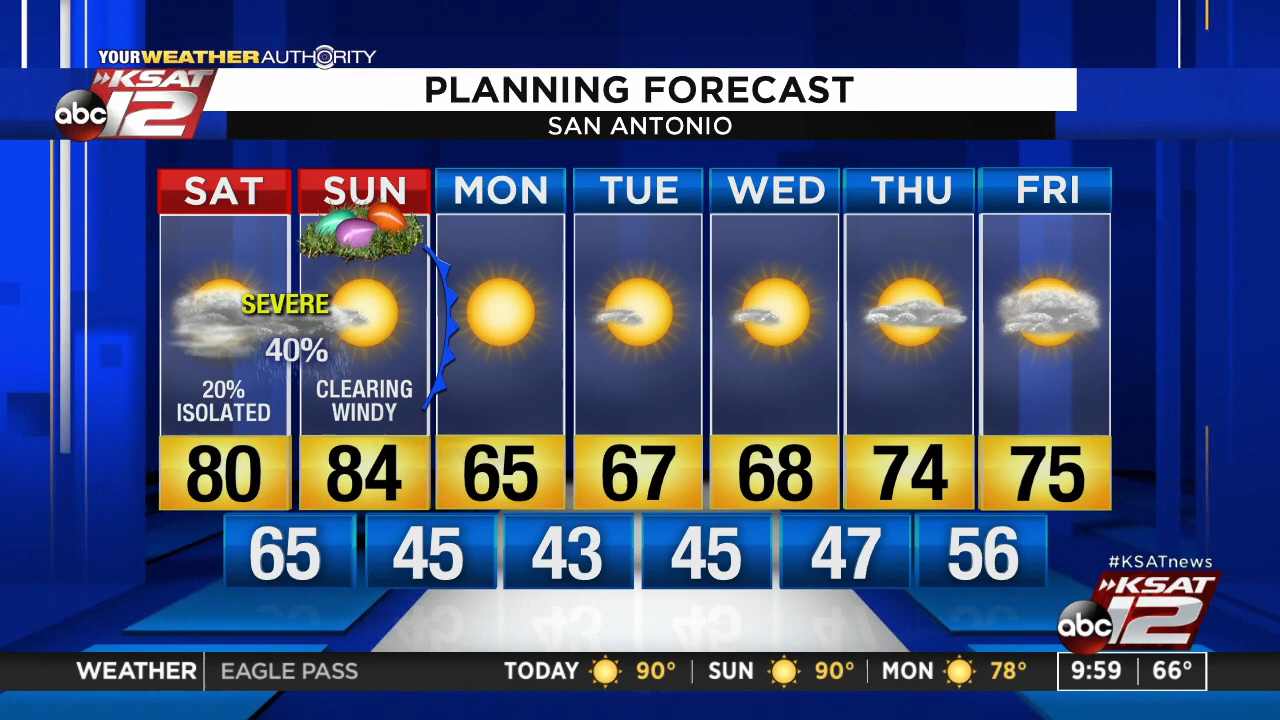 YOUR WEATHER AUTHORITY
KSAT
abc 12
PLANNING FORECAST
SAN ANTONIO
SAT SUN MON TUE WED THU FRI
SEVERE
40%
20% ISOLATED
CLEARING WINDY
80 84 65 67 68 74 75
65 45 43 45 47 56
#KSATnews
KSAT
abc 12
WEATHER EAGLE PASS TODAY 90° SUN 90° MON 78° 9:59 66°